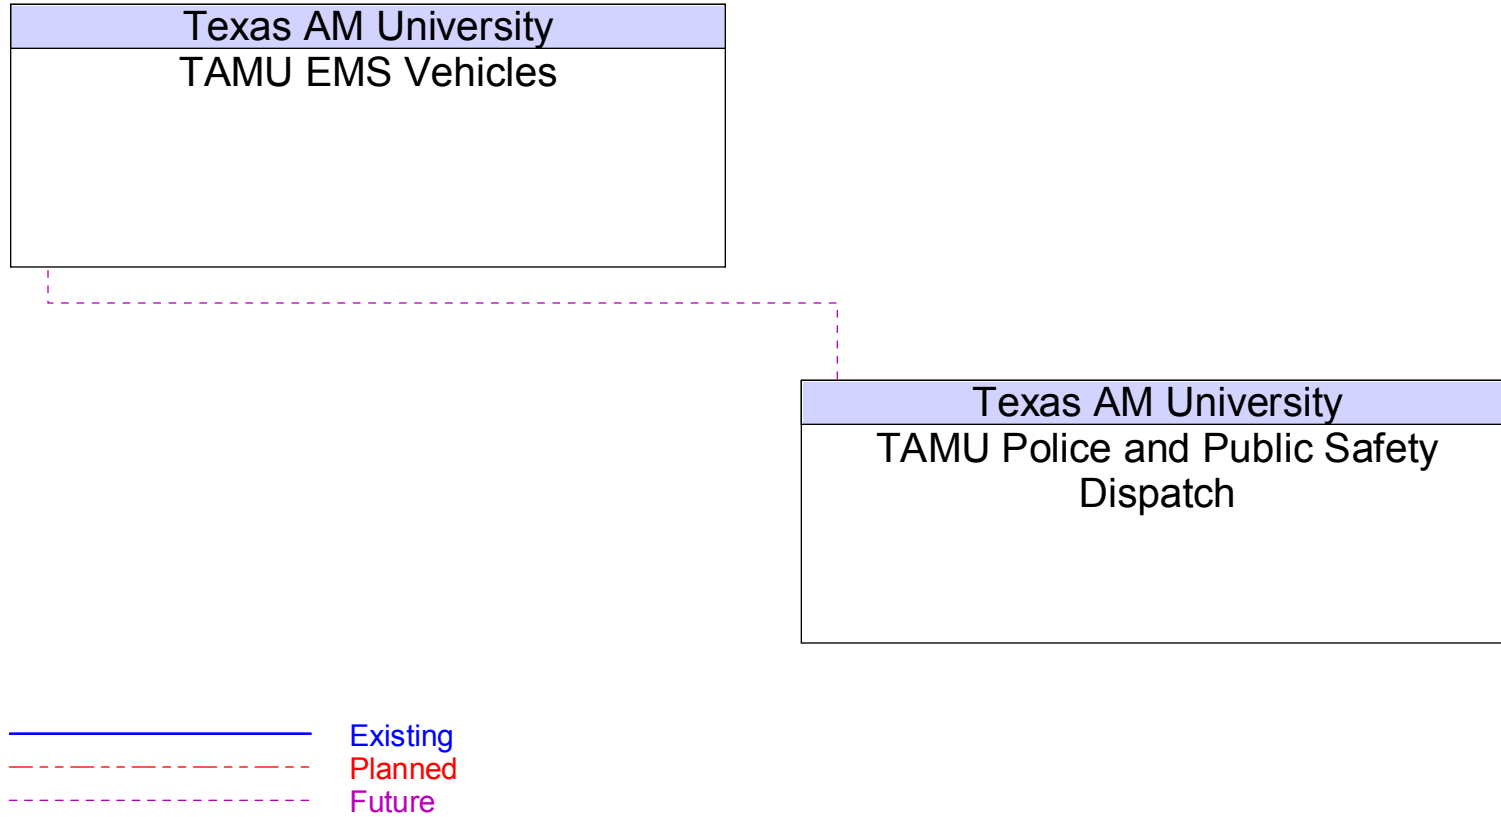 Texas AM University
TAMU EMS Vehicles
Texas AM University
TAMU Police and Public Safety
Dispatch
Existing
Planned
Future